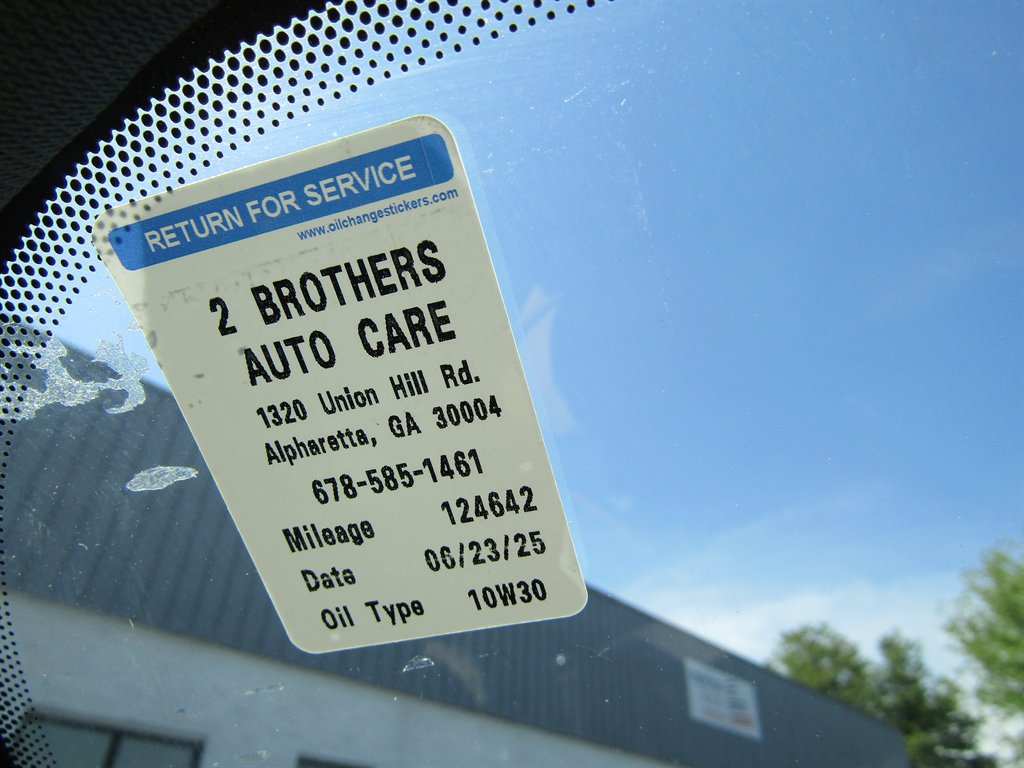 RETURN FOR SERVICE
www.oilchangestickers.com
2 BROTHERS
AUTO CARE
1320 Union Hill Rd.
Alpharetta, GA 30004
678-585-1461
Mileage 124642
Date 06/23/25
Oil Type 10W30